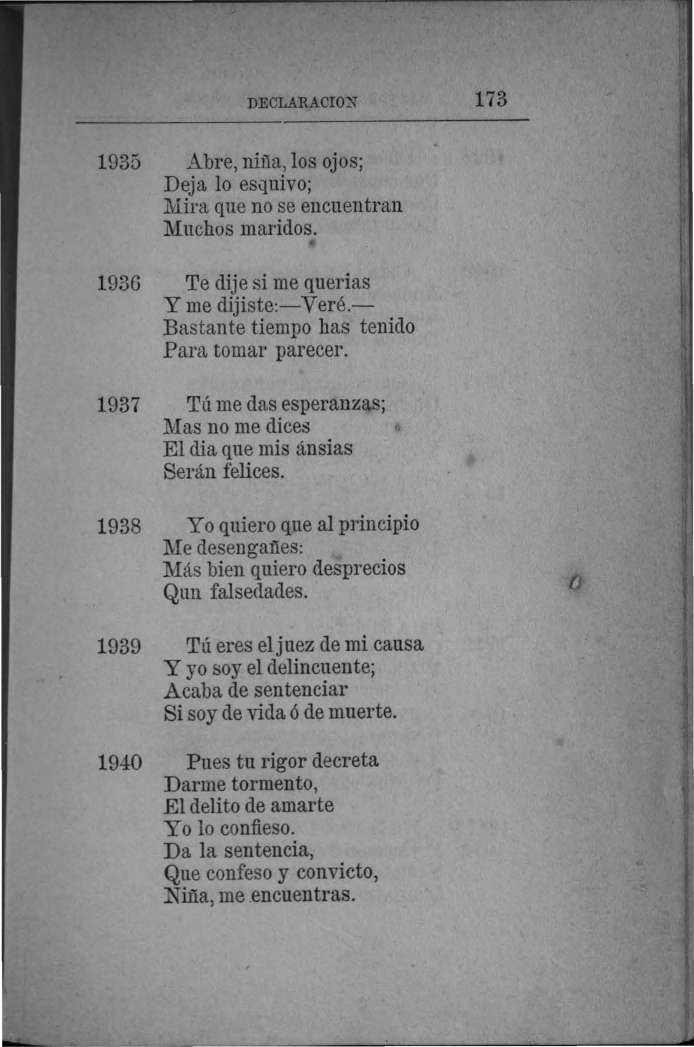 DECLARACION 173
1935 Abre, niña, los ojos;
Deja lo esquivo;
Mira que no se encuentran
Muchos maridos.
1936 Te dije si me querias
Y me dijiste:—Veré.—
Bastante tiempo has tenido
Para tomar parecer.
1937 Tú me das esperanzas;
Mas no me dices
El dia que mis ánsias
Serán felices.
1938 Yo quiero que al principio
Me desengañes:
Más bien quiero desprecios
Qun falsedades.
1939 Tú eres el juez de mi causa
Y yo soy el delincuente;
Acaba de sentenciar
Si soy de vida ó de muerte.
1940 Pues tu rigor decreta
Darme tormento,
El delito de amarte
Yo lo confieso.
Da la sentencia,
Que confeso y convicto,
Niña, me encuentras.